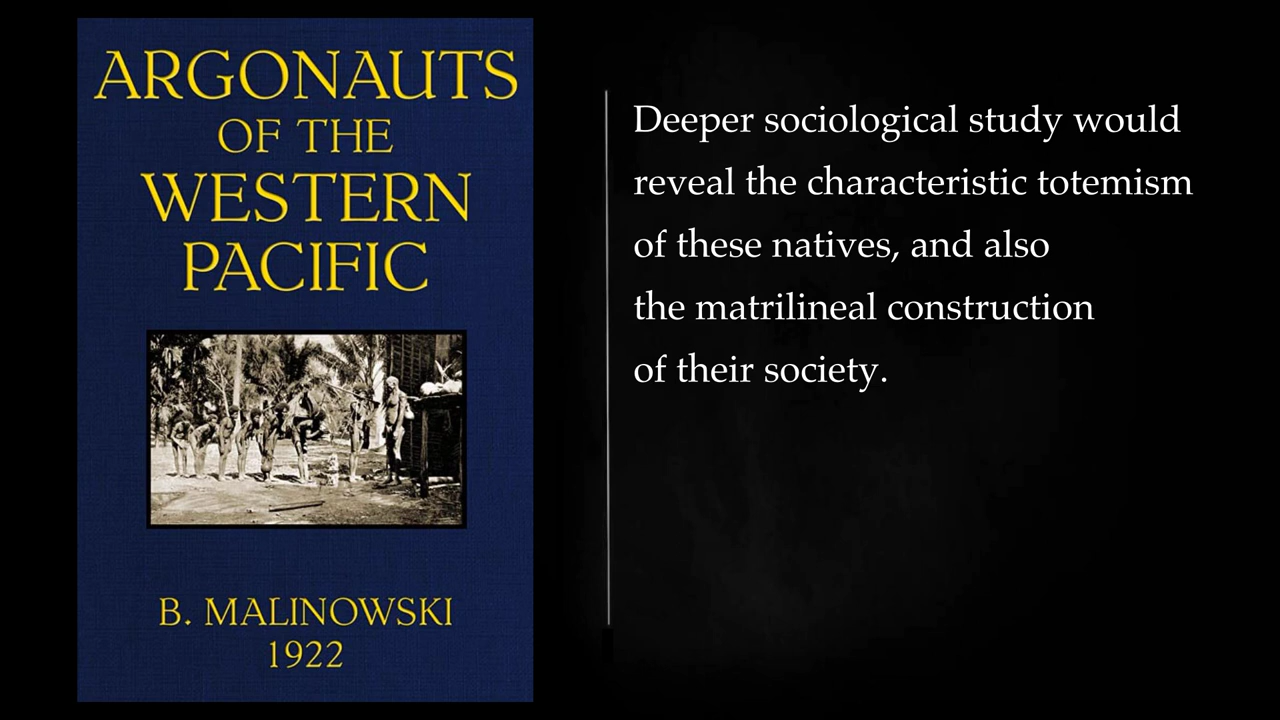 ARGONAUTS
OF THE
WESTERN
PACIFIC
B. MALINOWSKI
1922
Deeper sociological study would
reveal the characteristic totemism
of these natives, and also
the matrilineal construction
of their society.